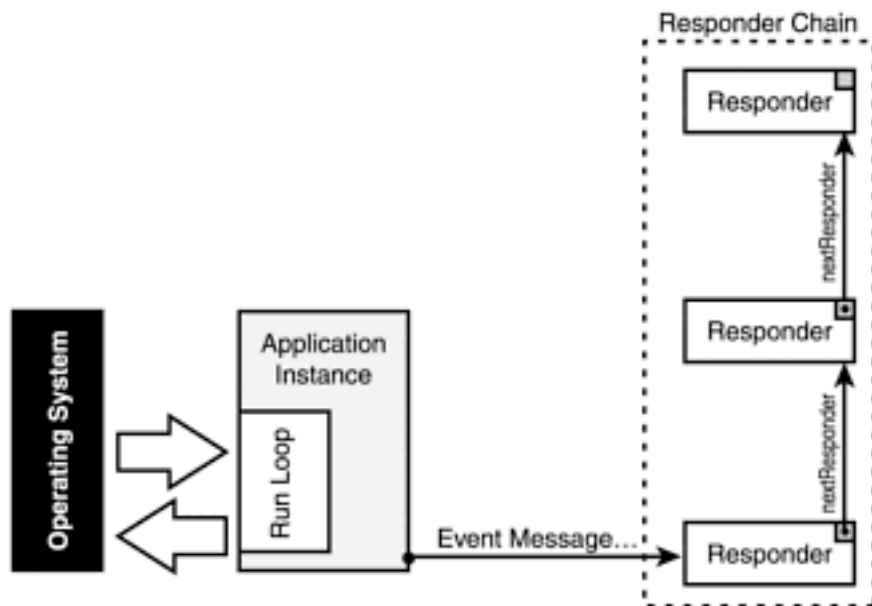 Responder Chain
Responder
nextResponder
Responder
nextResponder
Responder
Operating System
Application
Instance
Run Loop
Event Message…